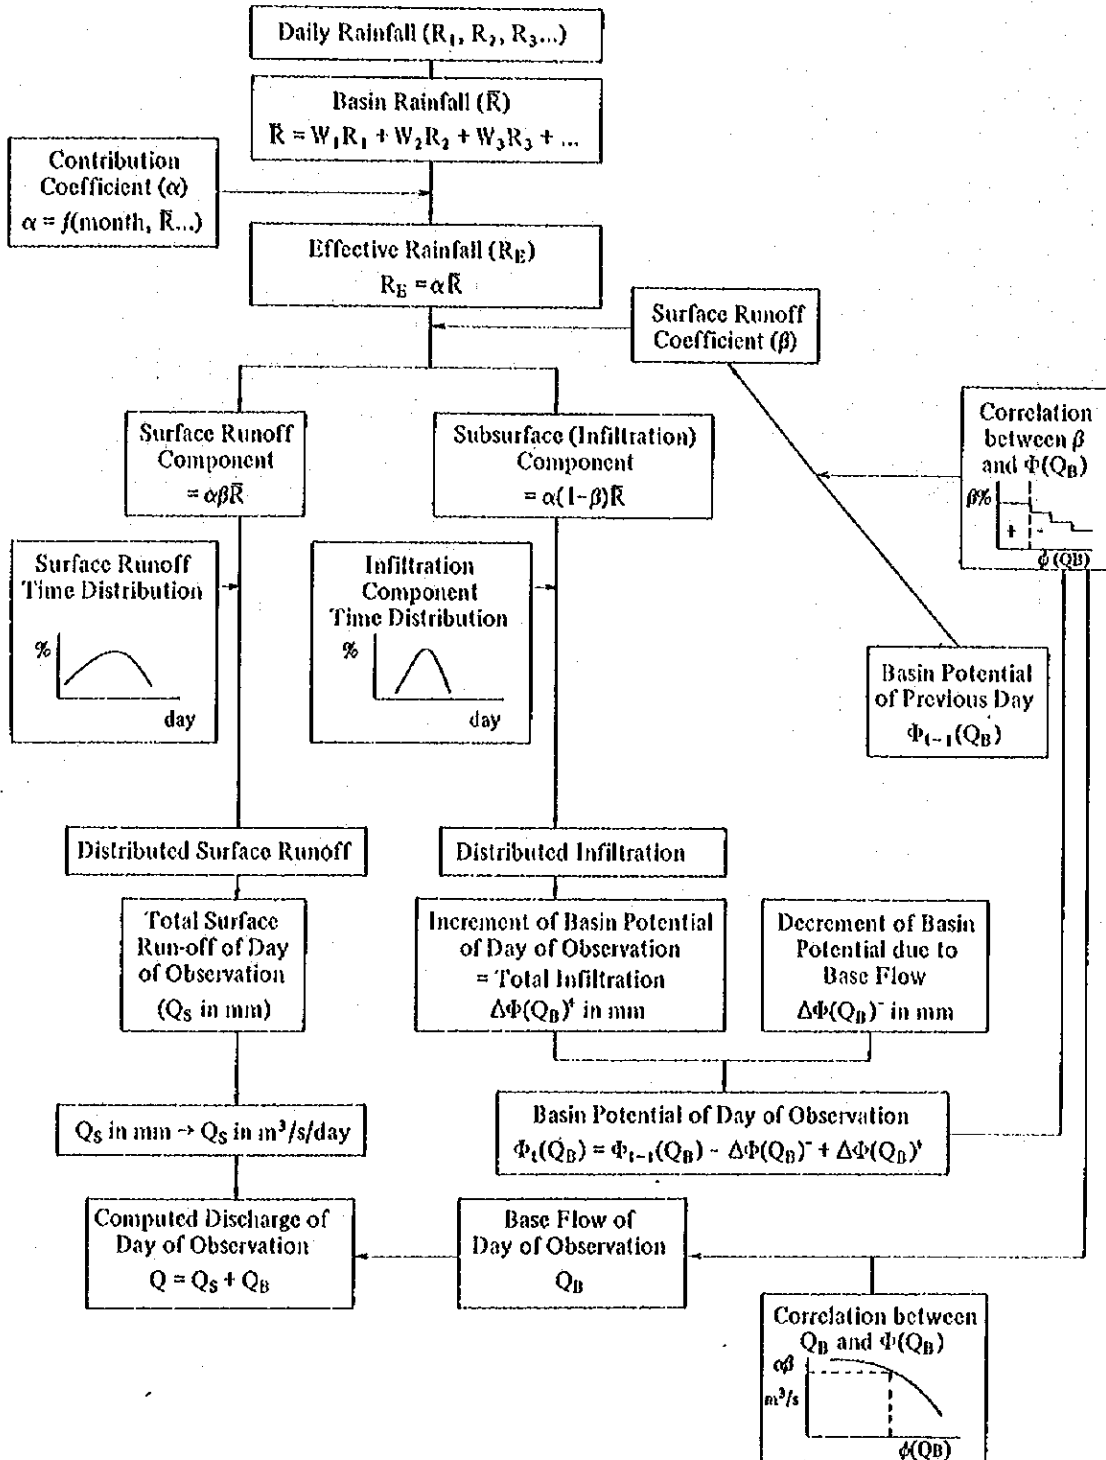 Daily Rainfall (R₁, R₂, R₃...)
Basin Rainfall (R̄)
R̄ = W₁R₁ + W₂R₂ + W₃R₃ + ...
Contribution
Coefficient (α)
α = f(month, R̄...)
Effective Rainfall (R_E)
R_E = αR̄
Surface Runoff
Coefficient (β)
Correlation
between β
and Φ(Q_B)
β%
+ -
ϕ(QB)
Surface Runoff
Component
= αβR̄
Subsurface (Infiltration)
Component
= α(1-β)R̄
Surface Runoff
Time Distribution
%
day
Infiltration
Component
Time Distribution
%
day
Basin Potential
of Previous Day
Φₜ₋₁(Q_B)
Distributed Surface Runoff
Distributed Infiltration
Total Surface
Run-off of Day
of Observation
(Q_S in mm)
Increment of Basin Potential
of Day of Observation
= Total Infiltration
ΔΦ(Q_B)⁺ in mm
Decrement of Basin
Potential due to
Base Flow
ΔΦ(Q_B)⁻ in mm
Q_S in mm → Q_S in m³/s/day
Basin Potential of Day of Observation
Φₜ(Q_B) = Φₜ₋₁(Q_B) - ΔΦ(Q_B)⁻ + ΔΦ(Q_B)⁺
Computed Discharge of
Day of Observation
Q = Q_S + Q_B
Base Flow of
Day of Observation
Q_B
Correlation between
Q_B and Φ(Q_B)
αβ
m³/s
ϕ(QB)